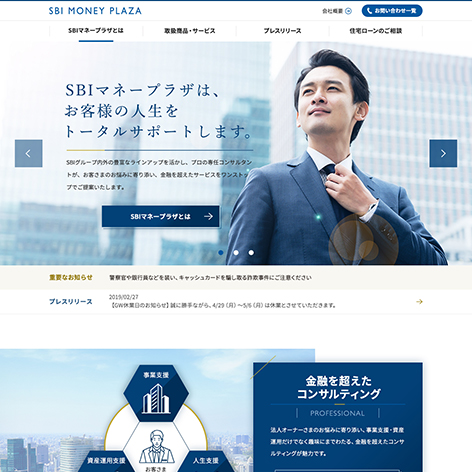 SBI MONEY PLAZA
会社概要
お問い合わせ一覧
SBIマネープラザとは
取扱商品・サービス
プレスリリース
住宅ローンのご相談
SBIマネープラザは、
お客様の人生を
トータルサポートします。
SBIグループ内外の豊富なラインアップを活かし、プロの専任コンサルタン
トが、お客さまのお悩みに寄り添い、金融を超えたサービスをワンストッ
プでご提案いたします。
SBIマネープラザとは
重要なお知らせ
警察官や銀行員などを装い、キャッシュカードを騙し取る詐欺事件にご注意ください
プレスリリース
2019/02/27
【GW休業日のお知らせ】誠に勝手ながら、4/29（月）〜5/6（月）は休業とさせていただきます。
事業支援
資産運用支援
お客さま
人生支援
金融を超えた
コンサルティング
PROFESSIONAL
法人オーナーさまのお悩みに寄り添い、事業支援・資産
運用だけでなく趣味にまでわたる、金融を超えたコンサ
ルティングが魅力です。